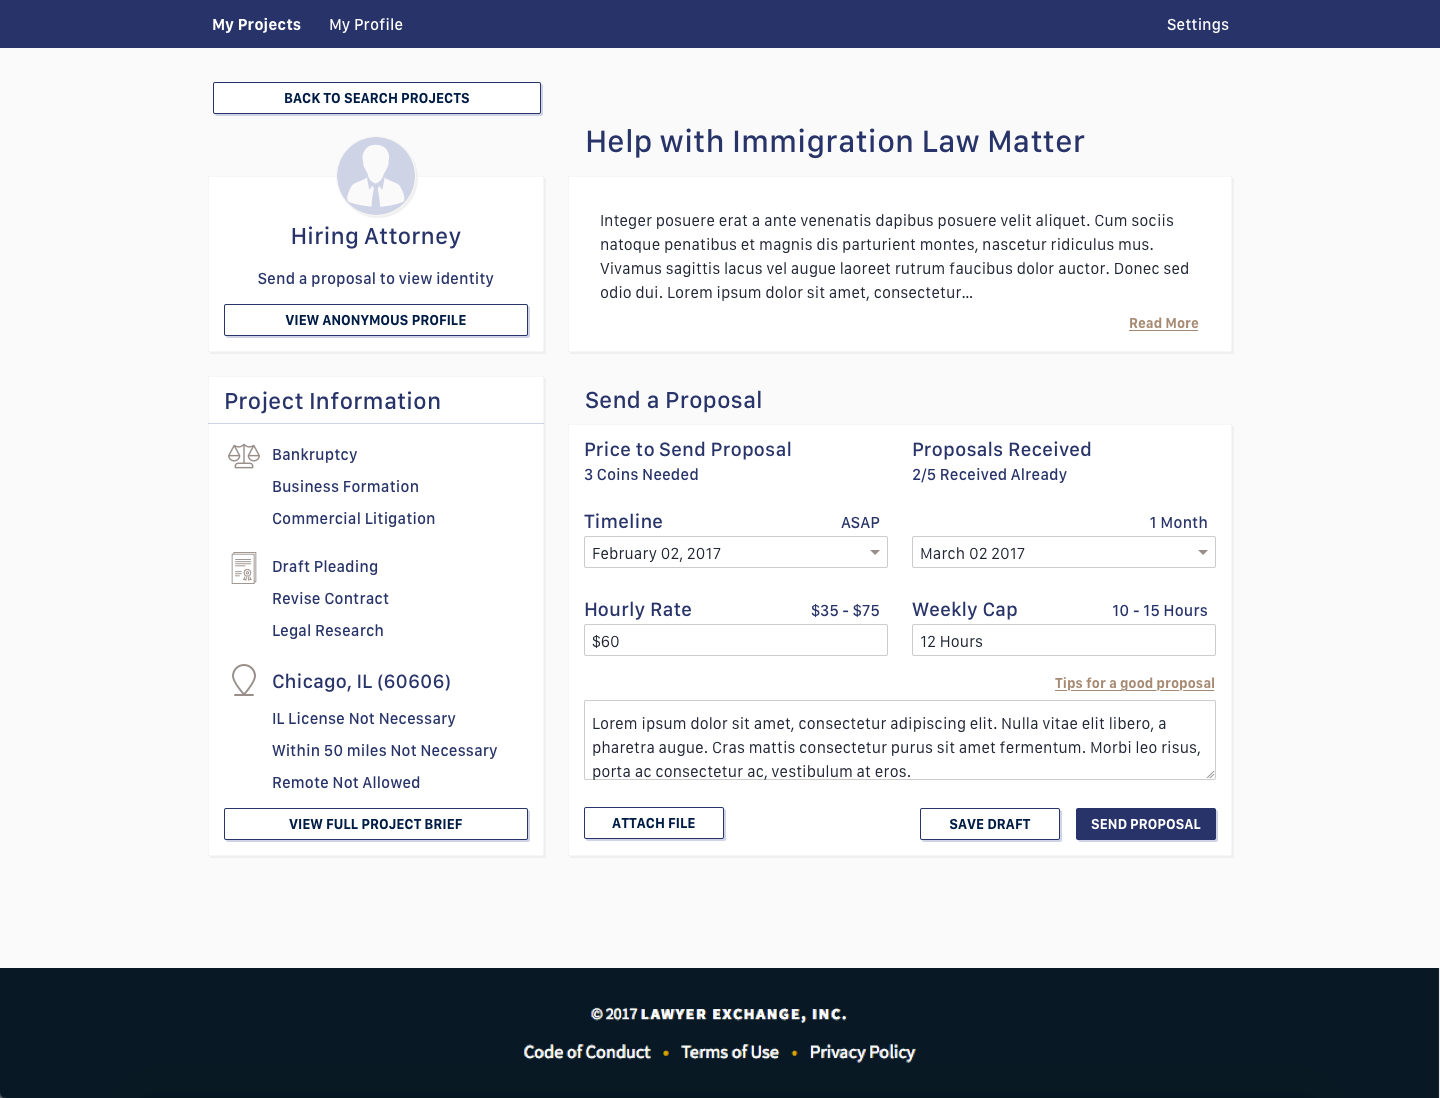 My Projects
My Profile
Settings
BACK TO SEARCH PROJECTS
Help with Immigration Law Matter
Hiring Attorney
Send a proposal to view identity
VIEW ANONYMOUS PROFILE
Integer posuere erat a ante venenatis dapibus posuere velit aliquet. Cum sociis
natoque penatibus et magnis dis parturient montes, nascetur ridiculus mus.
Vivamus sagittis lacus vel augue laoreet rutrum faucibus dolor auctor. Donec sed
odio dui. Lorem ipsum dolor sit amet, consectetur...
Read More
Project Information
Bankruptcy
Business Formation
Commercial Litigation
Draft Pleading
Revise Contract
Legal Research
Chicago, IL (60606)
IL License Not Necessary
Within 50 miles Not Necessary
Remote Not Allowed
VIEW FULL PROJECT BRIEF
Send a Proposal
Price to Send Proposal
3 Coins Needed
Proposals Received
2/5 Received Already
Timeline
ASAP
1 Month
February 02, 2017
March 02 2017
Hourly Rate
$35 - $75
Weekly Cap
10 - 15 Hours
$60
12 Hours
Tips for a good proposal
Lorem ipsum dolor sit amet, consectetur adipiscing elit. Nulla vitae elit libero, a
pharetra augue. Cras mattis consectetur purus sit amet fermentum. Morbi leo risus,
porta ac consectetur ac, vestibulum at eros.
ATTACH FILE
SAVE DRAFT
SEND PROPOSAL
© 2017 LAWYER EXCHANGE, INC.
Code of Conduct • Terms of Use • Privacy Policy